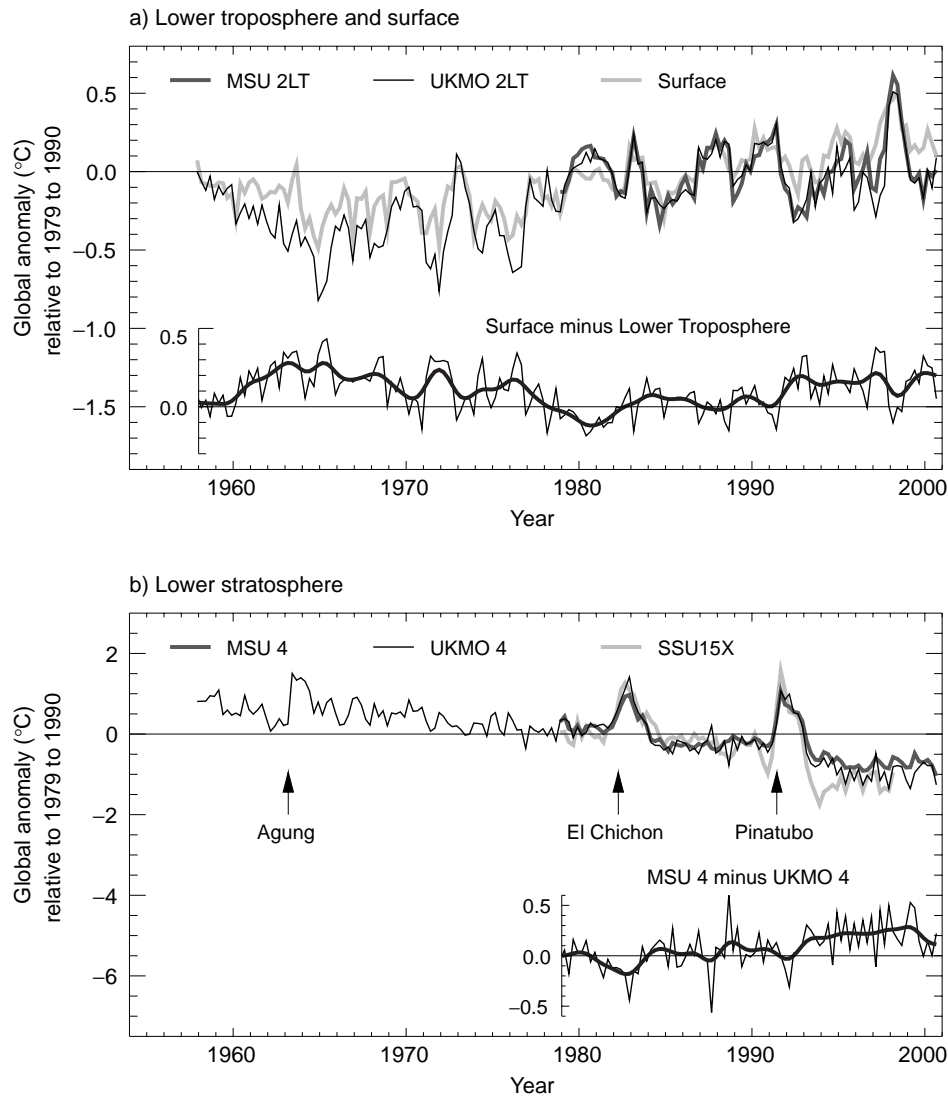 a) Lower troposphere and surface
MSU 2LT UKMO 2LT Surface
Global anomaly (°C)
relative to 1979 to 1990
0.5
0.0
−0.5
−1.0
−1.5
Surface minus Lower Troposphere
0.5
0.0
1960 1970 1980 1990 2000
Year
b) Lower stratosphere
MSU 4 UKMO 4 SSU15X
Global anomaly (°C)
relative to 1979 to 1990
2
0
−2
−4
−6
Agung El Chichon Pinatubo
MSU 4 minus UKMO 4
0.5
0.0
−0.5
1960 1970 1980 1990 2000
Year